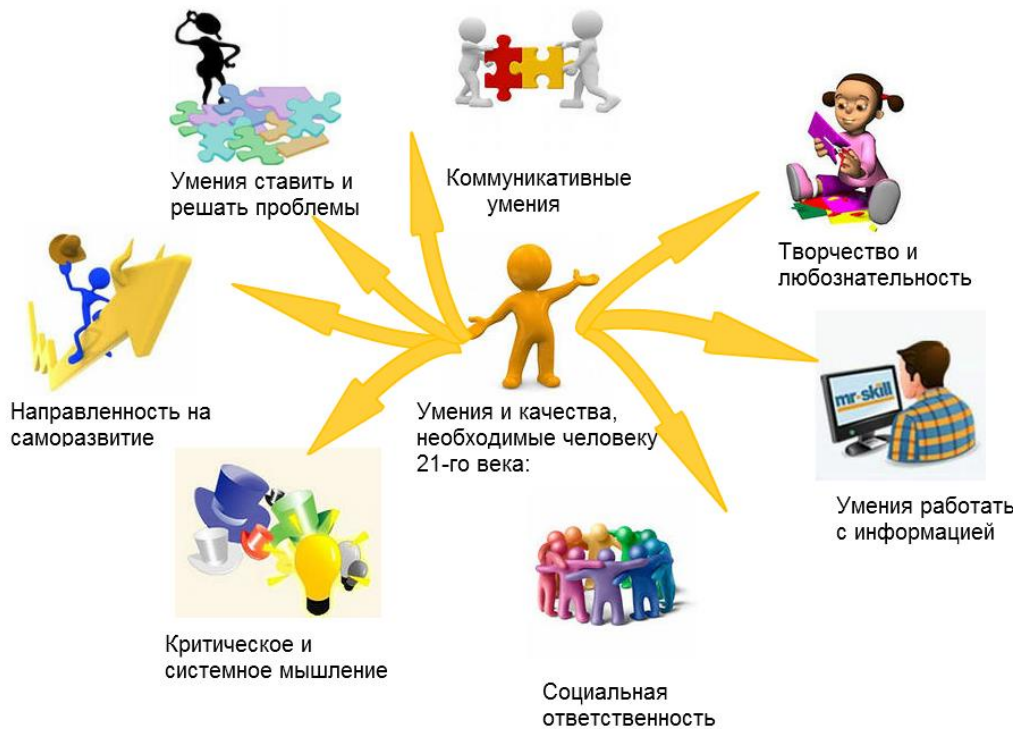 Умения ставить и
решать проблемы
Коммуникативные
умения
Творчество и
любознательность
Направленность на
саморазвитие
Умения и качества,
необходимые человеку
21-го века:
mr•skill
Умения работать
с информацией
Критическое и
системное мышление
Социальная
ответственность